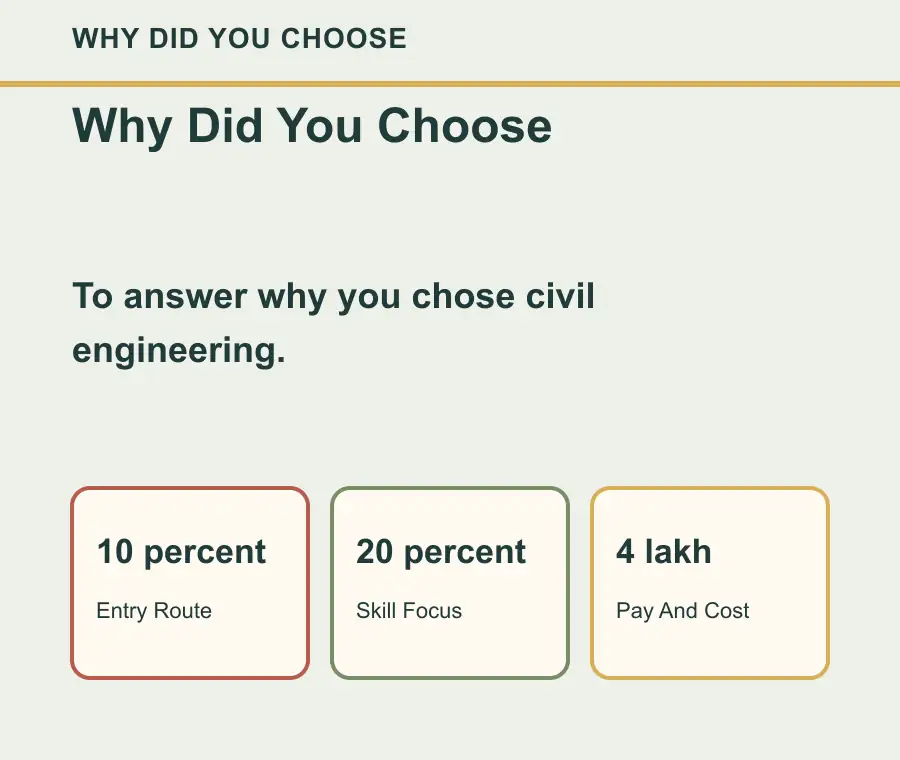 WHY DID YOU CHOOSE
Why Did You Choose
To answer why you chose civil
engineering.
10 percent
Entry Route
20 percent
Skill Focus
4 lakh
Pay And Cost